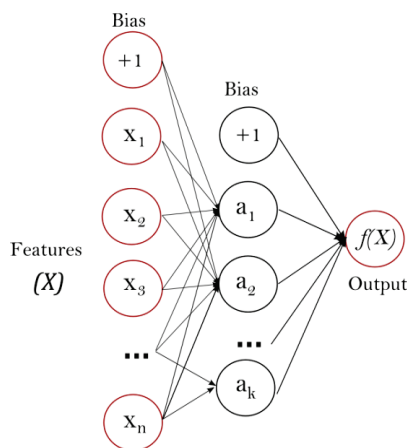 Bias
+1
x1
x2
Features
(X)
x3
...
xn
Bias
+1
a1
a2
...
ak
f(X)
Output